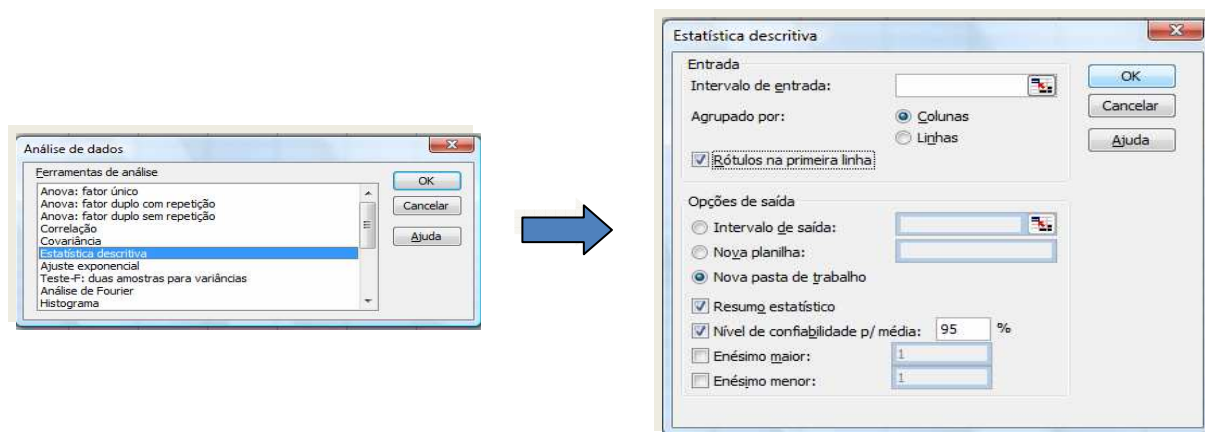 Análise de dados
Ferramentas de análise
Anova: fator único
Anova: fator duplo com repetição
Anova: fator duplo sem repetição
Correlação
Covariância
Estatística descritiva
Ajuste exponencial
Teste-F: duas amostras para variâncias
Análise de Fourier
Histograma
OK
Cancelar
Ajuda
Estatística descritiva
Entrada
Intervalo de entrada:
Agrupado por:
Colunas
Linhas
Rótulos na primeira linha
OK
Cancelar
Ajuda
Opções de saída
Intervalo de saída:
Nova planilha:
Nova pasta de trabalho
Resumo estatístico
Nível de confiabilidade p/ média: 95 %
Enésimo maior: 1
Enésimo menor: 1